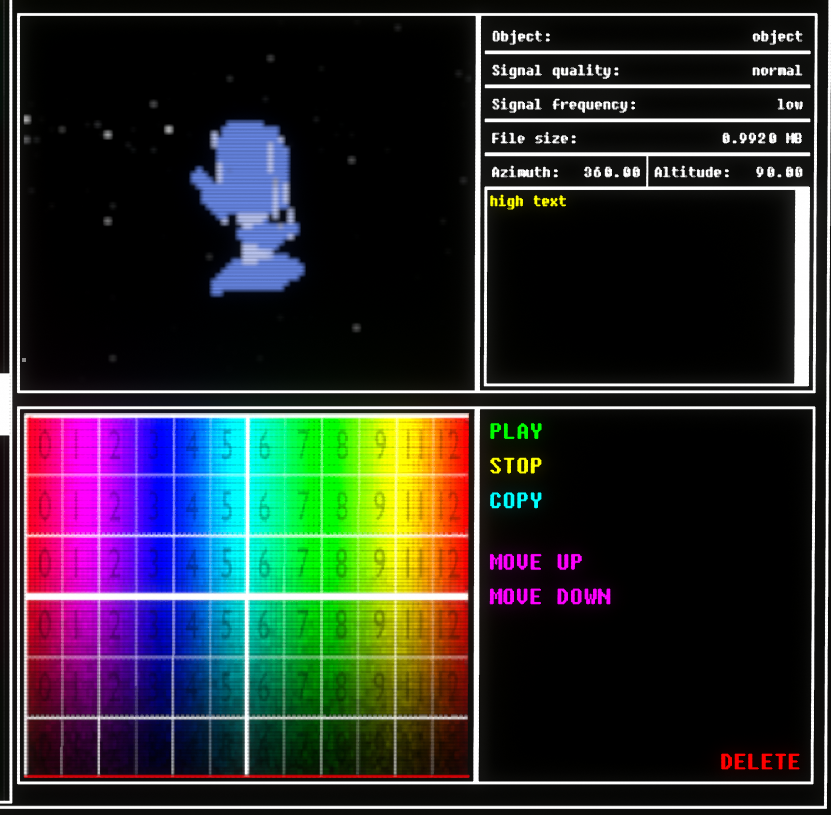 Object: object
Signal quality: normal
Signal frequency: low
File size: 0.9920 MB
Azimuth: 360.00 Altitude: 90.00
high text
0 1 2 3 4 5 6 7 8 9 11 12
0 1 2 3 4 5 6 7 8 9 11 12
0 1 2 3 4 5 6 7 8 9 11 12
0 1 2 3 4 5 6 7 8 9 11 12
0 1 2 3 4 5 6 7 8 9 11 12
PLAY
STOP
COPY
MOVE UP
MOVE DOWN
DELETE